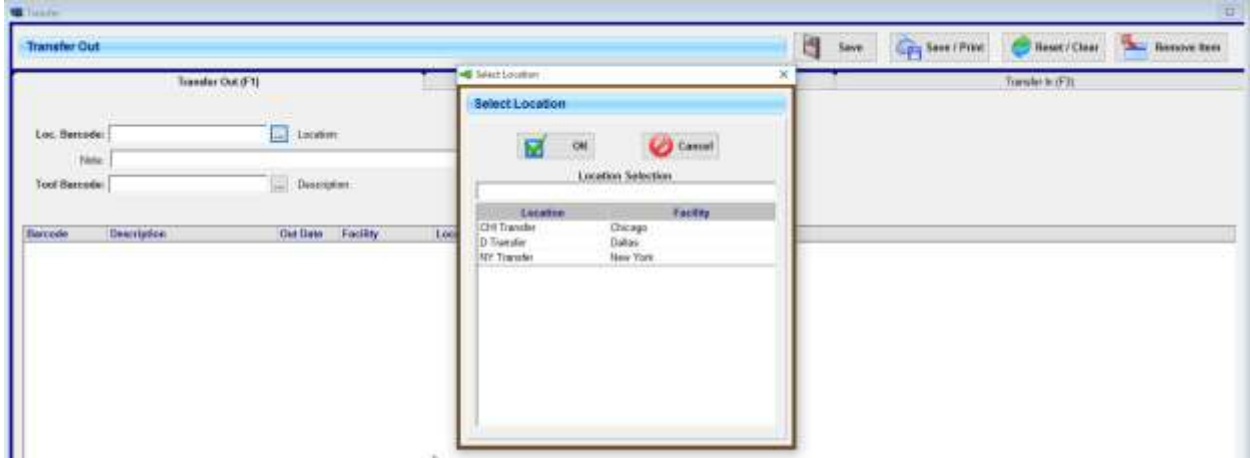 Transfer
Transfer Out
Save
Save / Print
Reset / Clear
Remove Item
Transfer Out (F1)
Transfer In (F3)
Loc. Barcode:
...
Location:
Note:
Tool Barcode:
...
Description:
Barcode Description Out Date Facility Loc
Select Location
Select Location
OK
Cancel
Location Selection
Location Facility
CHI Transfer Chicago
D Transfer Dallas
NY Transfer New York